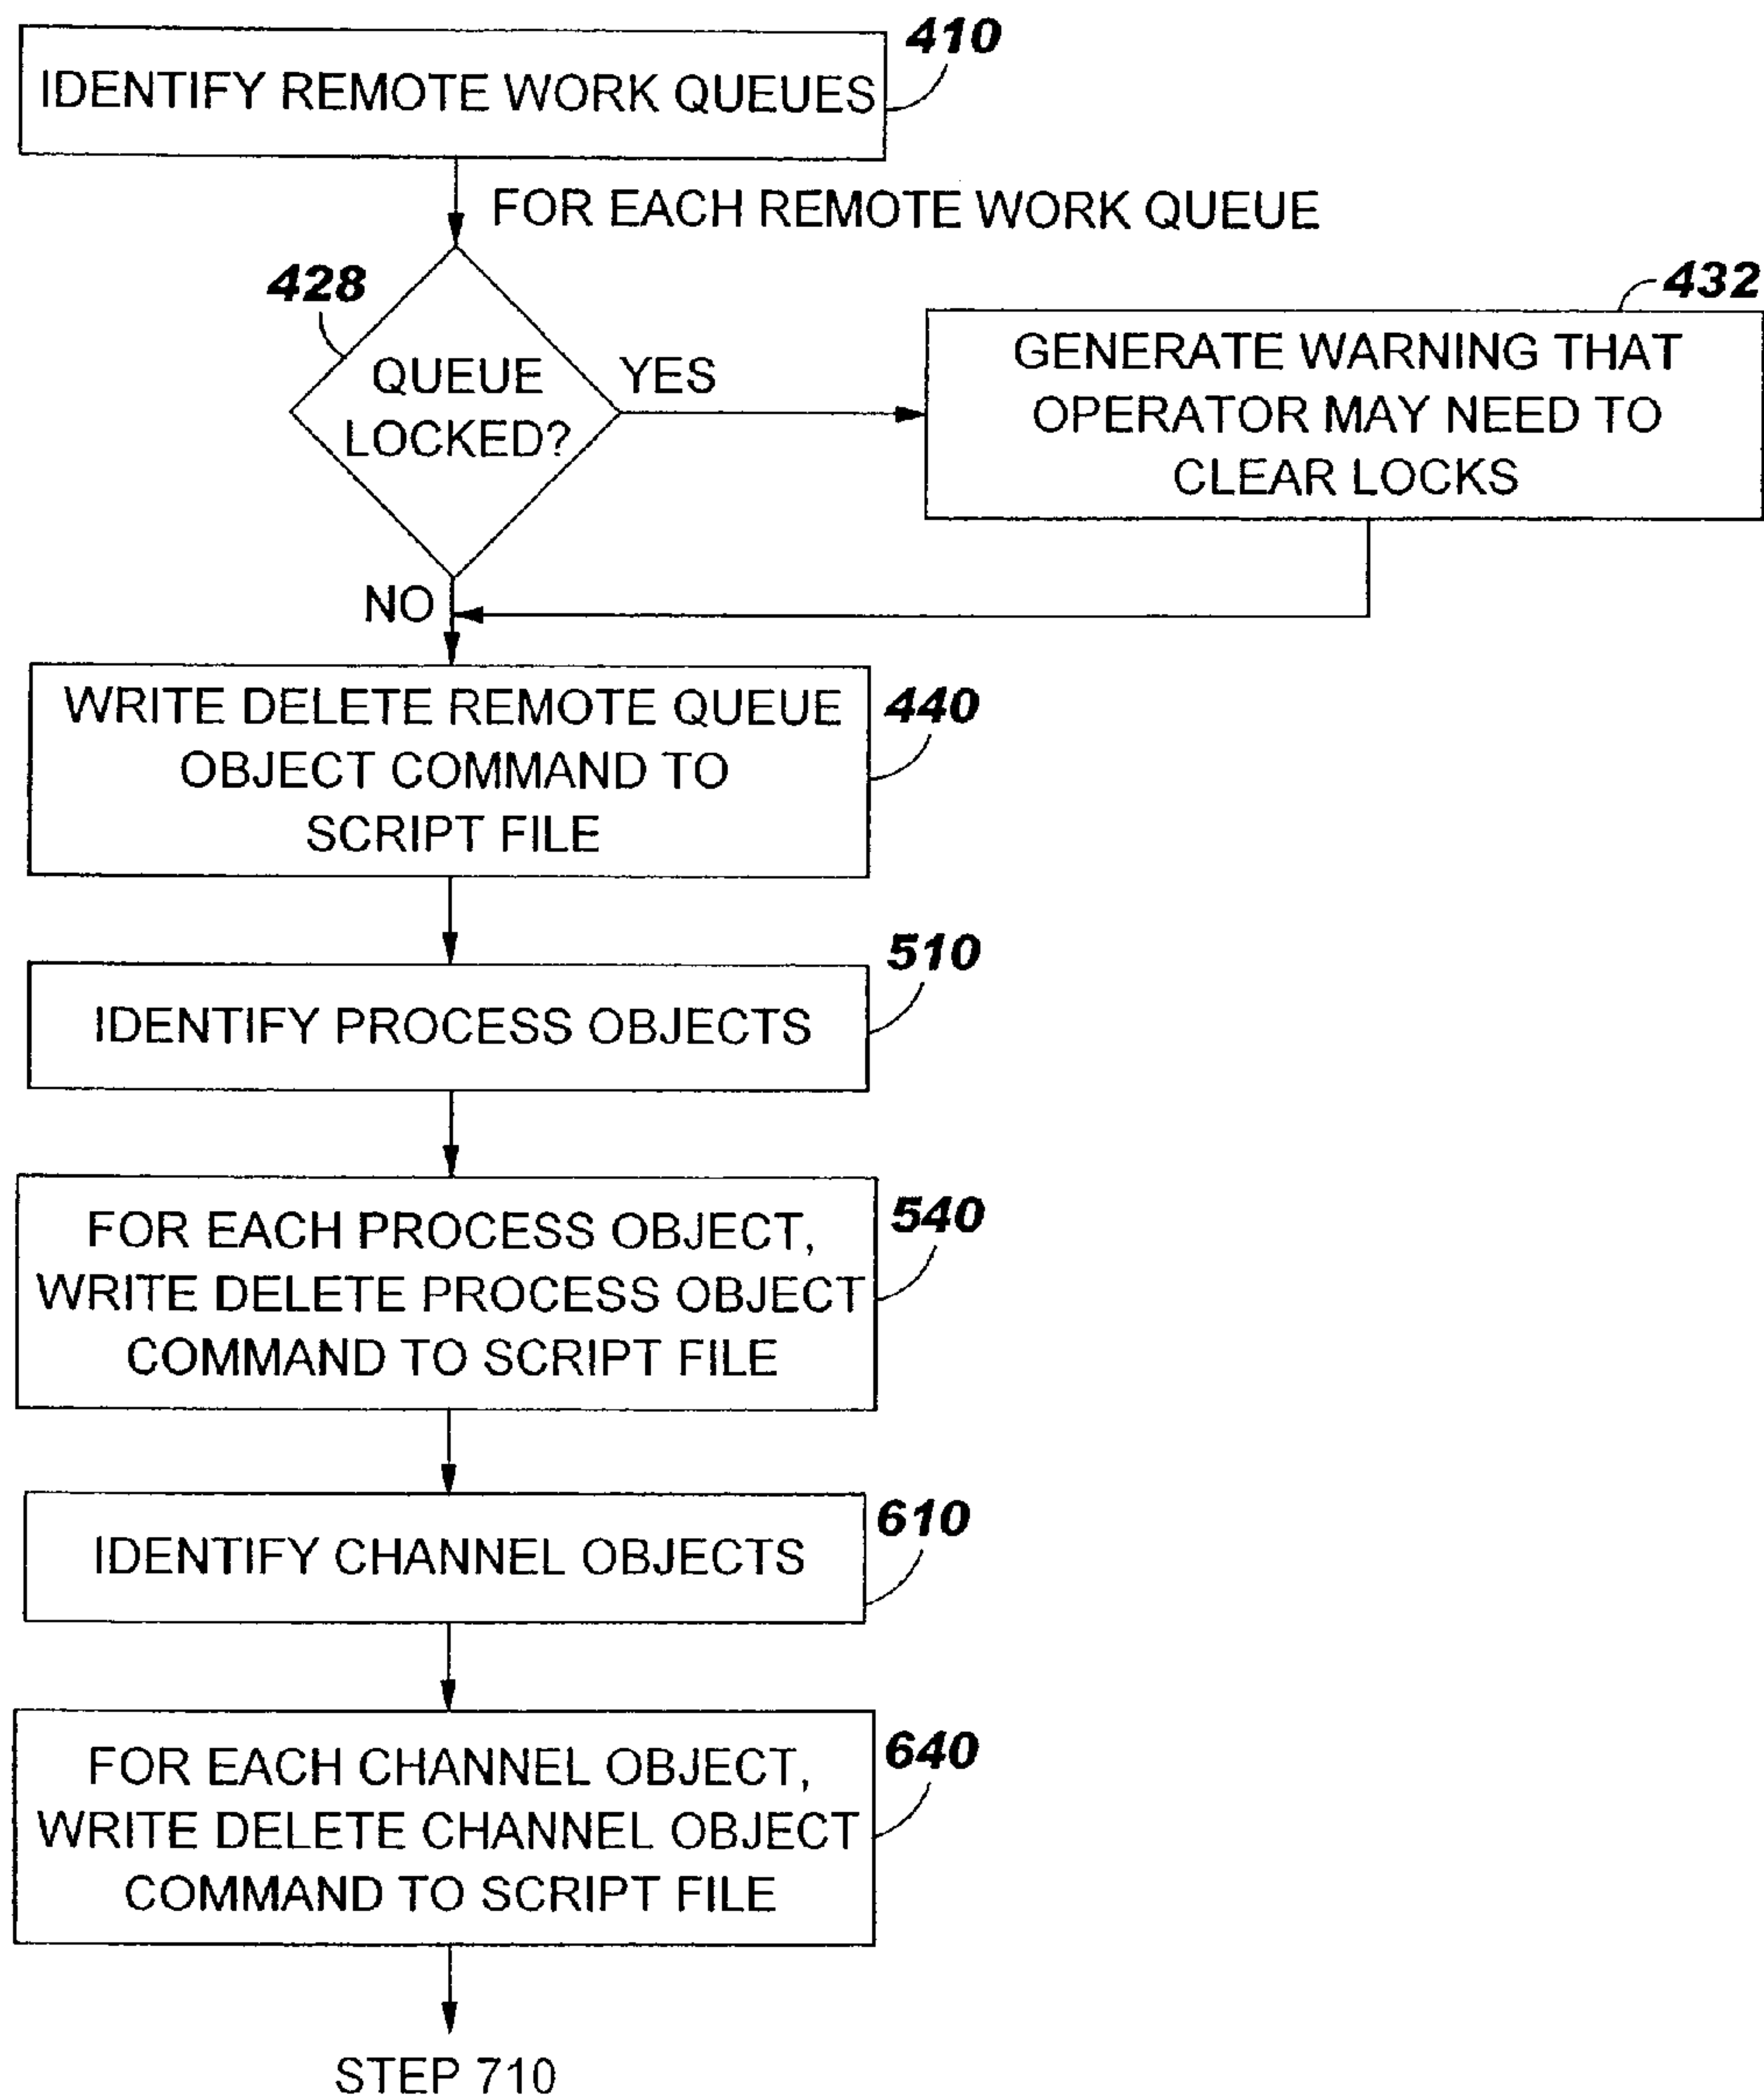 410
IDENTIFY REMOTE WORK QUEUES
FOR EACH REMOTE WORK QUEUE
428
432
QUEUE
LOCKED?
YES
GENERATE WARNING THAT
OPERATOR MAY NEED TO
CLEAR LOCKS
NO
WRITE DELETE REMOTE QUEUE
OBJECT COMMAND TO
SCRIPT FILE
440
510
IDENTIFY PROCESS OBJECTS
FOR EACH PROCESS OBJECT,
WRITE DELETE PROCESS OBJECT
COMMAND TO SCRIPT FILE
540
610
IDENTIFY CHANNEL OBJECTS
FOR EACH CHANNEL OBJECT,
WRITE DELETE CHANNEL OBJECT
COMMAND TO SCRIPT FILE
640
STEP 710